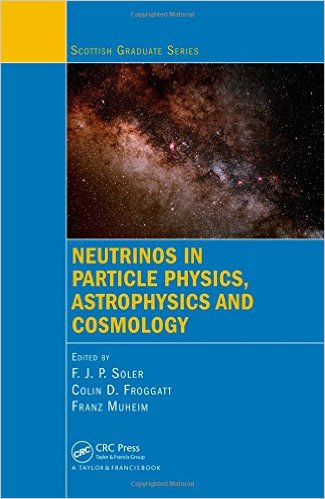 SCOTTISH GRADUATE SERIES
NEUTRINOS IN
PARTICLE PHYSICS,
ASTROPHYSICS AND
COSMOLOGY
EDITED BY
F. J. P. SOLER
COLIN D. FROGGATT
FRANZ MUHEIM
CRC
CRC Press
Taylor & Francis Group
A TAYLOR & FRANCIS BOOK